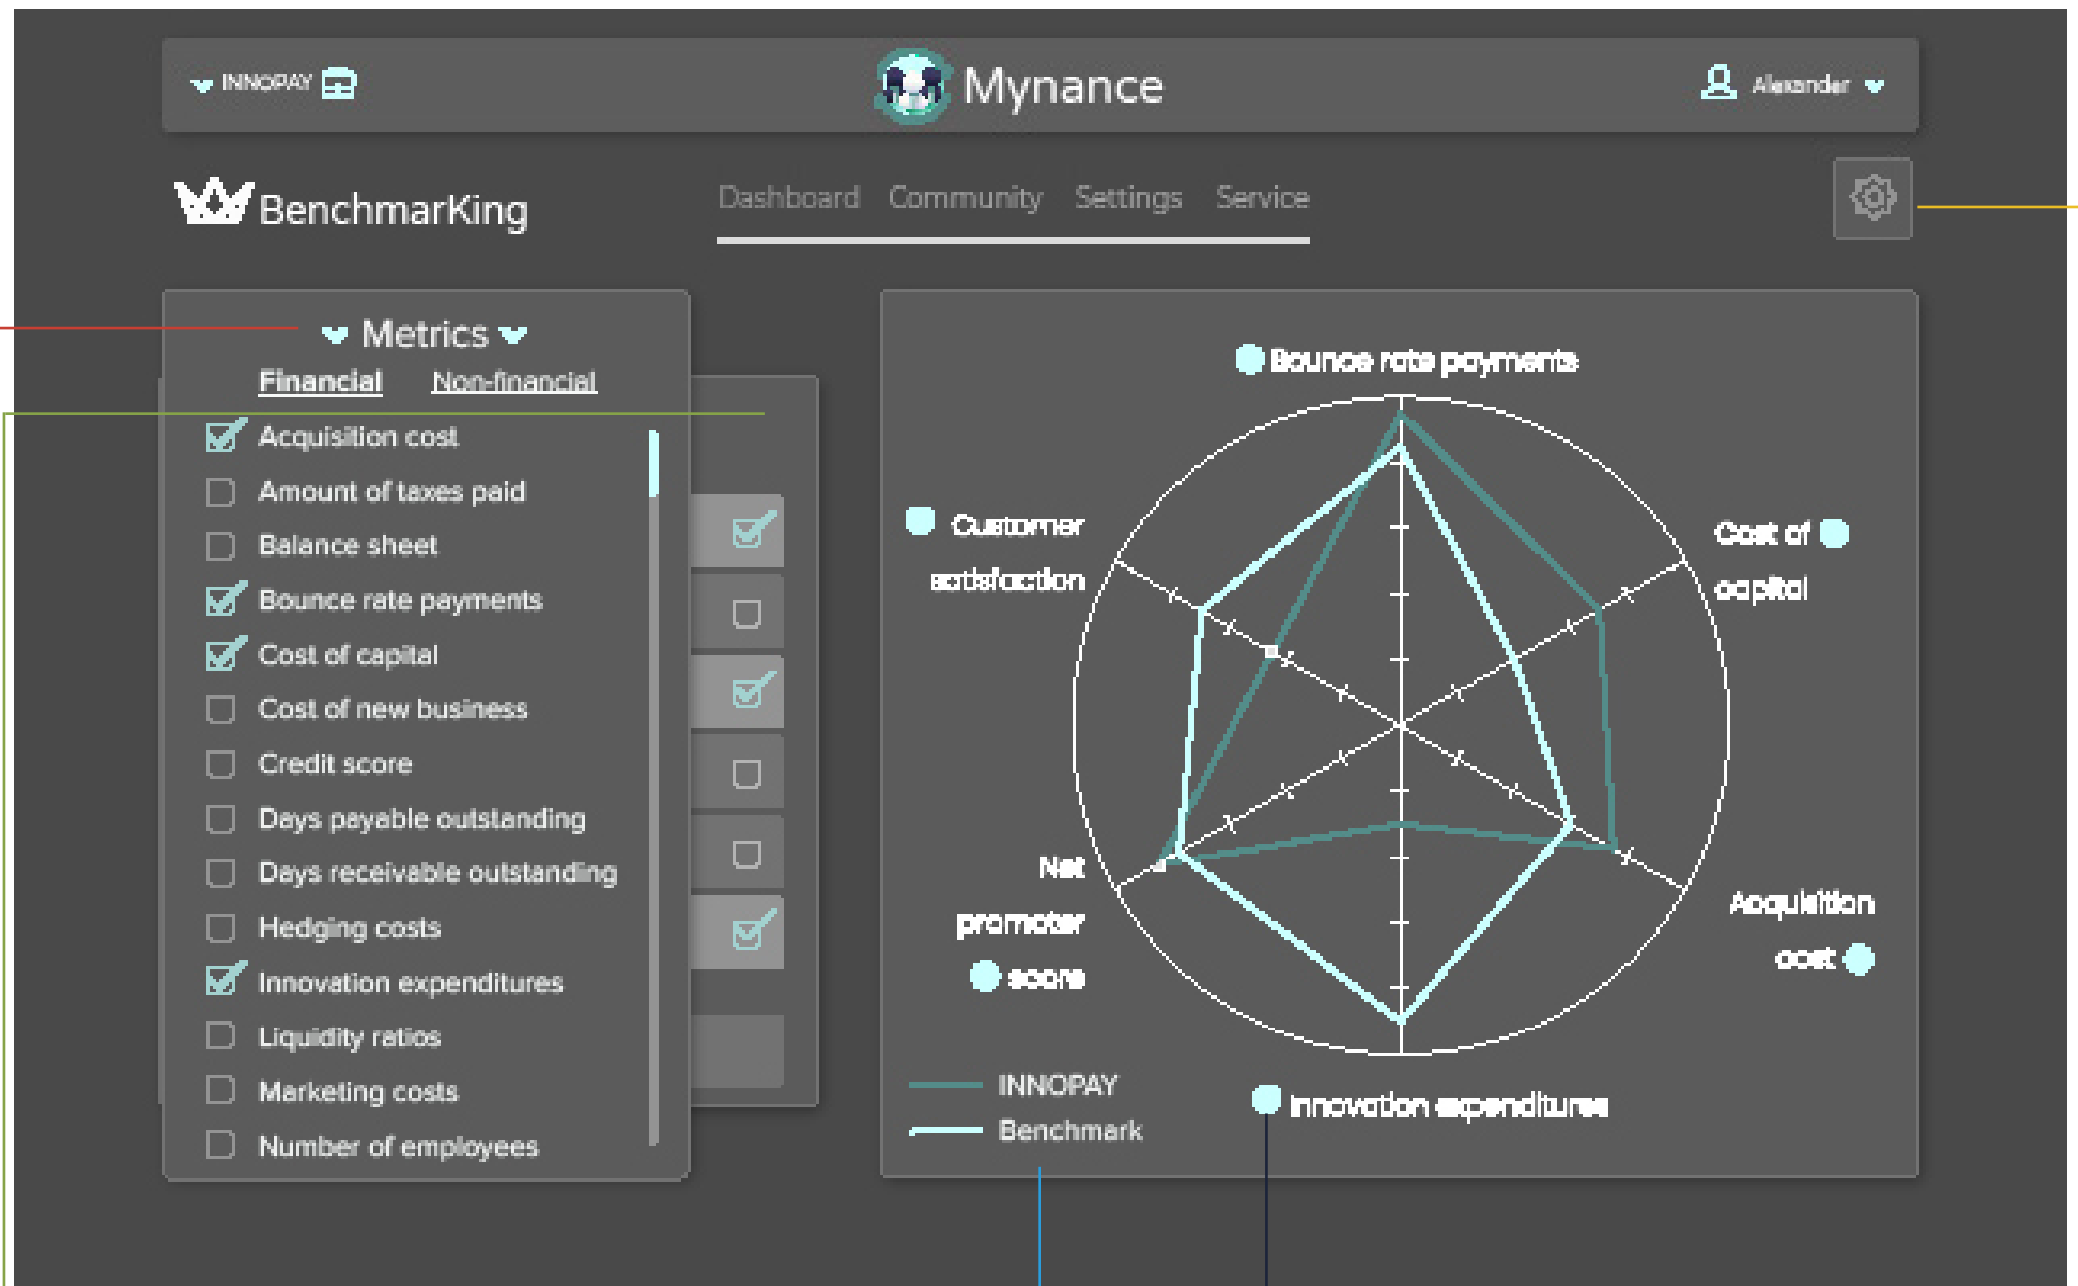 INNOPAY
Mynance
Alexander
BenchmarKing
Dashboard Community Settings Service
Metrics
Financial Non-financial
Acquisition cost
Amount of taxes paid
Balance sheet
Bounce rate payments
Cost of capital
Cost of new business
Credit score
Days payable outstanding
Days receivable outstanding
Hedging costs
Innovation expenditures
Liquidity ratios
Marketing costs
Number of employees
Bounce rate payments
Customer
satisfaction
Cost of
capital
Net
promoter
score
Acquisition
cost
INNOPAY
Benchmark
Innovation expenditures